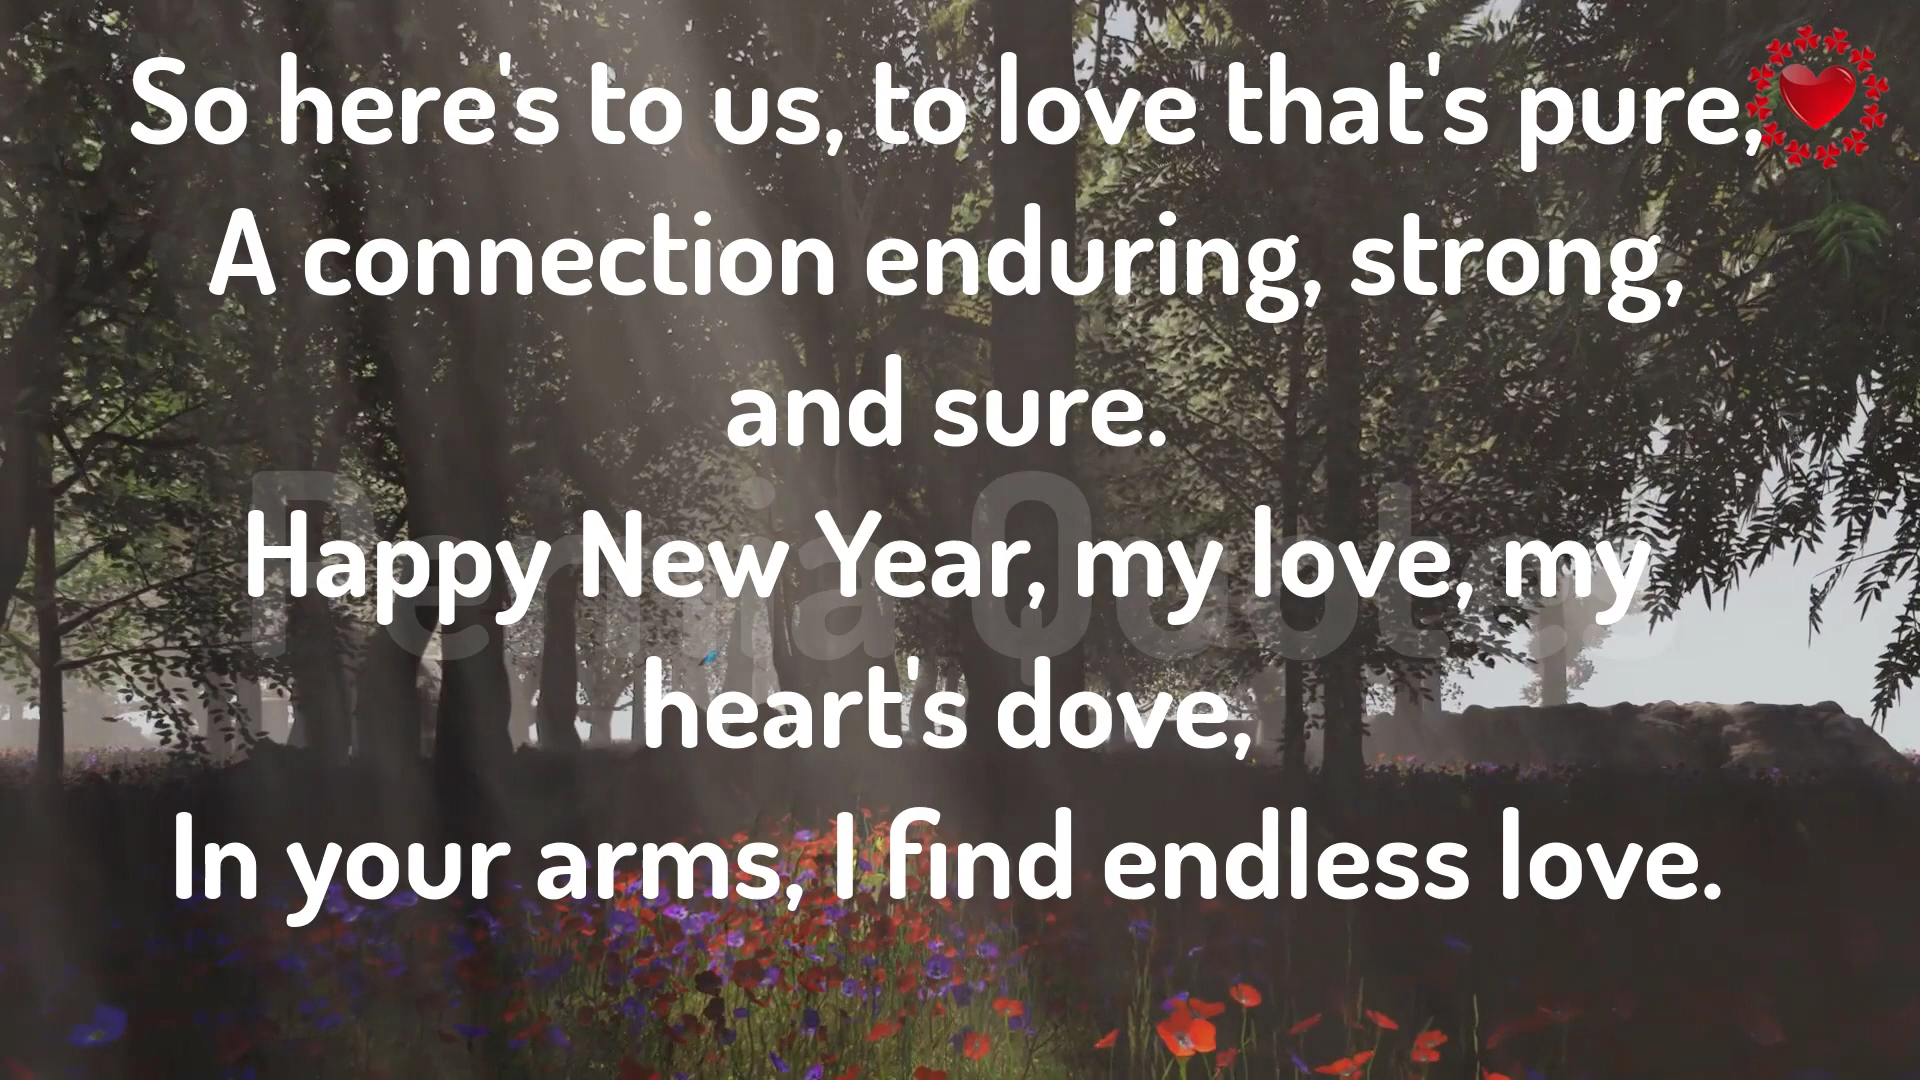 So here's to us, to love that's pure,
A connection enduring, strong,
and sure.
Happy New Year, my love, my
heart's dove,
In your arms, I find endless love.